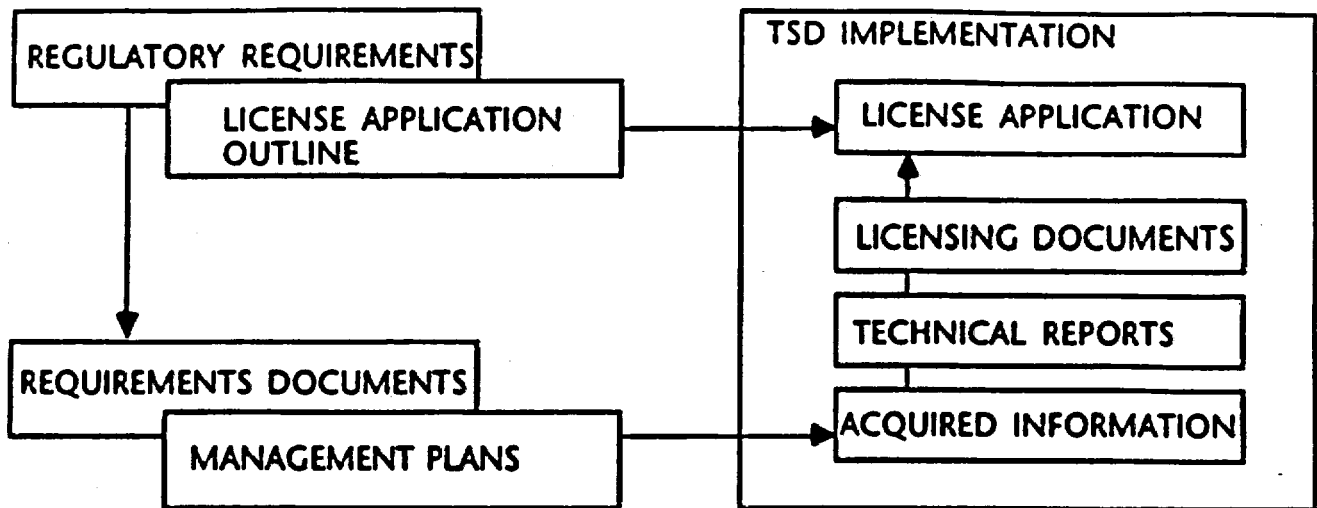 REGULATORY REQUIREMENTS
LICENSE APPLICATION
OUTLINE
REQUIREMENTS DOCUMENTS
MANAGEMENT PLANS
TSD IMPLEMENTATION
LICENSE APPLICATION
LICENSING DOCUMENTS
TECHNICAL REPORTS
ACQUIRED INFORMATION